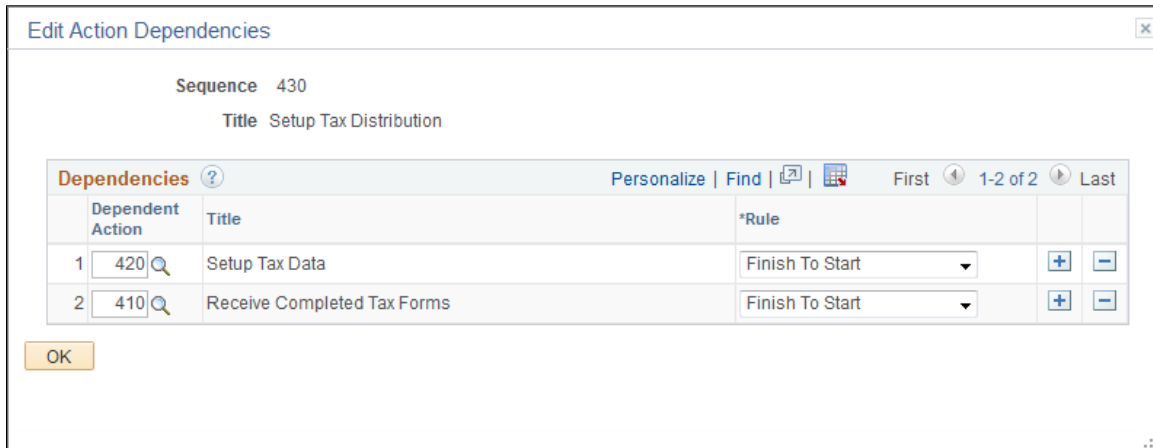 Edit Action Dependencies
Sequence 430
Title Setup Tax Distribution
Dependencies ? Personalize | Find | | First 1-2 of 2 Last
Dependent Action Title *Rule
1 420 Setup Tax Data Finish To Start + -
2 410 Receive Completed Tax Forms Finish To Start + -
OK